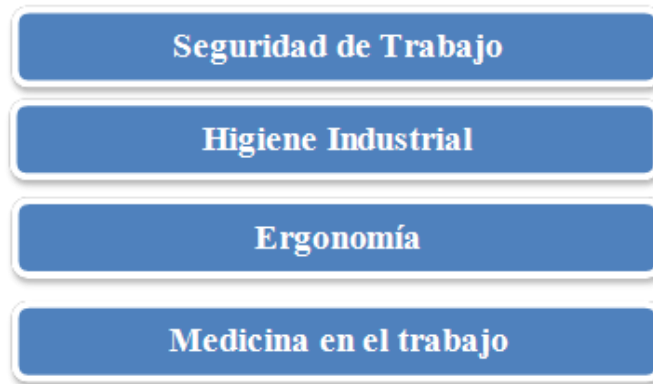 Seguridad de Trabajo
Higiene Industrial
Ergonomía
Medicina en el trabajo